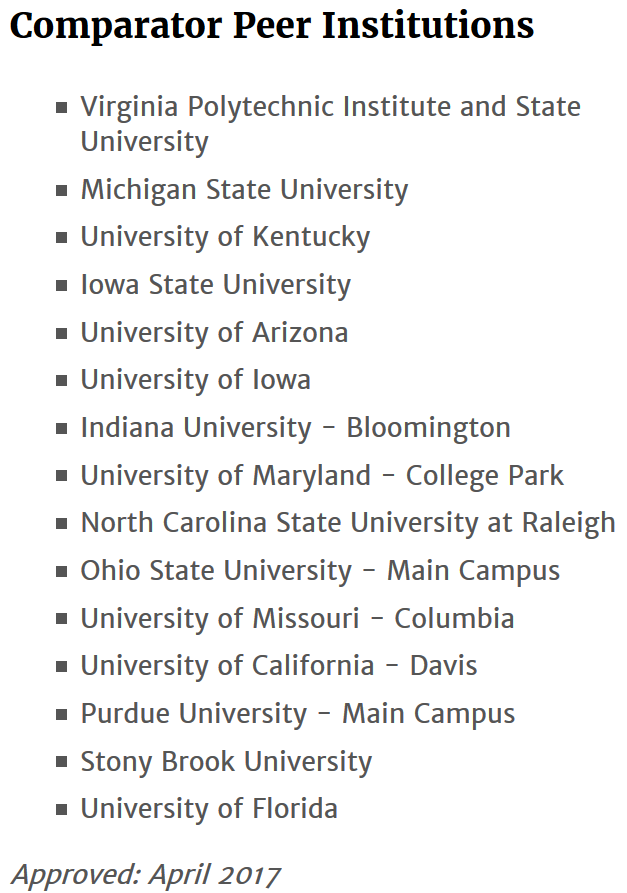 Comparator Peer Institutions
Virginia Polytechnic Institute and State
University
Michigan State University
University of Kentucky
Iowa State University
University of Arizona
University of Iowa
Indiana University - Bloomington
University of Maryland - College Park
North Carolina State University at Raleigh
Ohio State University - Main Campus
University of Missouri - Columbia
University of California - Davis
Purdue University - Main Campus
Stony Brook University
University of Florida
Approved: April 2017